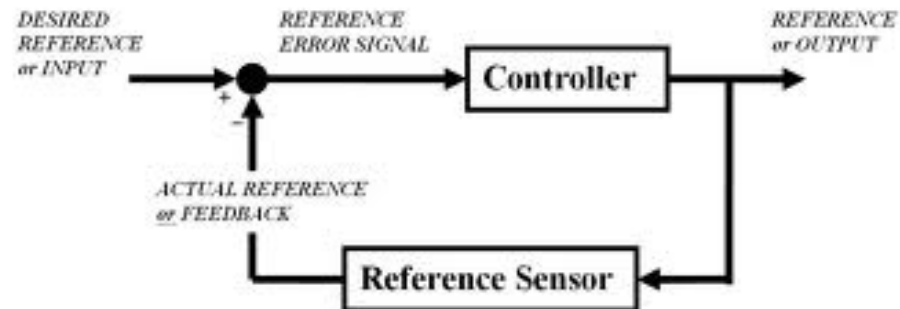 DESIRED
REFERENCE
or INPUT
REFERENCE
ERROR SIGNAL
REFERENCE
or OUTPUT
Controller
+
−
ACTUAL REFERENCE
or FEEDBACK
Reference Sensor